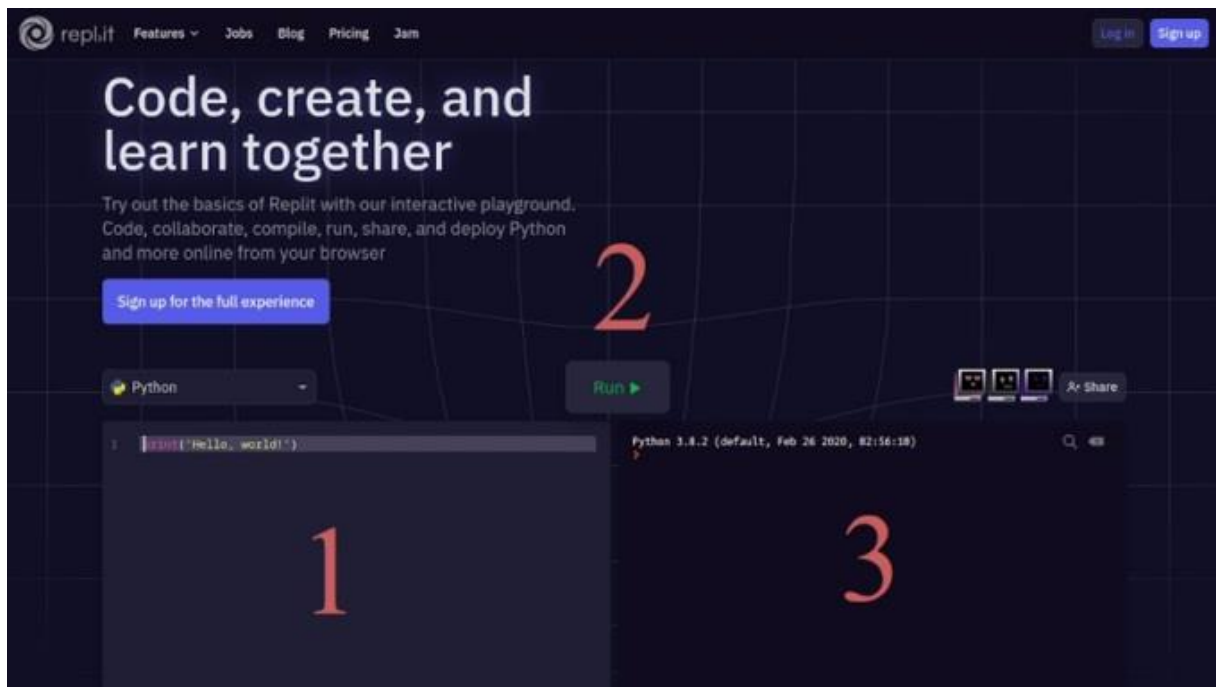 repl.it Features Jobs Blog Pricing Jam Log in Sign up
Code, create, and
learn together
Try out the basics of Replit with our interactive playground.
Code, collaborate, compile, run, share, and deploy Python
and more online from your browser
2
Sign up for the full experience
Python Run Share
1 print("Hello, world!")
Python 3.8.2 (default, Feb 26 2020, 02:56:10)
1
3